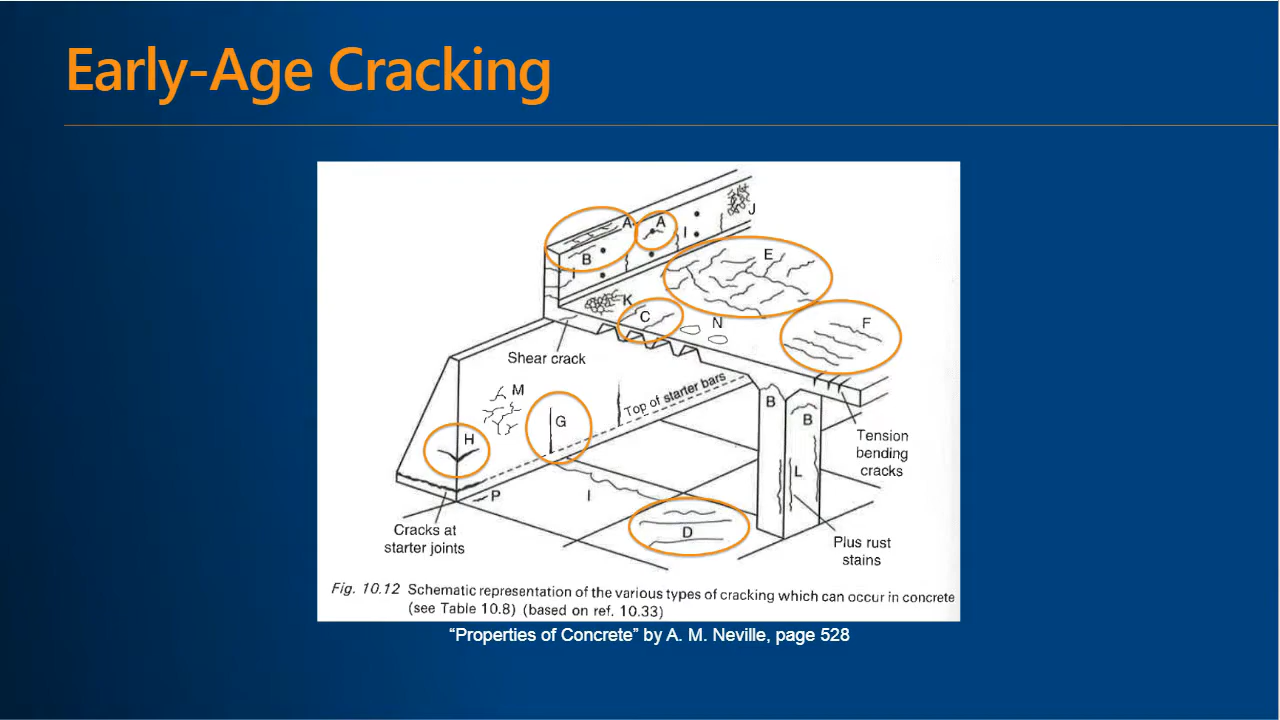 Early-Age Cracking
A
A
J
B
I
I
E
K
C
N
F
Shear crack
M
Top of starter bars
G
B
B
H
Tension
bending
cracks
L
P
I
D
Cracks at
starter joints
Plus rust
stains
Fig. 10.12 Schematic representation of the various types of cracking which can occur in concrete
(see Table 10.8) (based on ref. 10.33)
“Properties of Concrete” by A. M. Neville, page 528